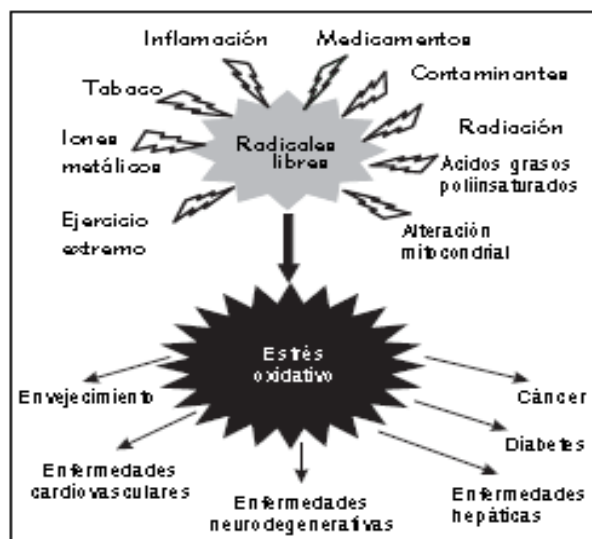 Inflamación
Medicamentos
Tabaco
Contaminantes
Iones
metálicos
Radicales
libres
Radiación
Acidos grasos
poliinsaturados
Ejercicio
extremo
Alteración
mitocondrial
Estrés
oxidativo
Envejecimiento
Cáncer
Diabetes
Enfermedades
cardiovasculares
Enfermedades
neurodegenerativas
Enfermedades
hepáticas